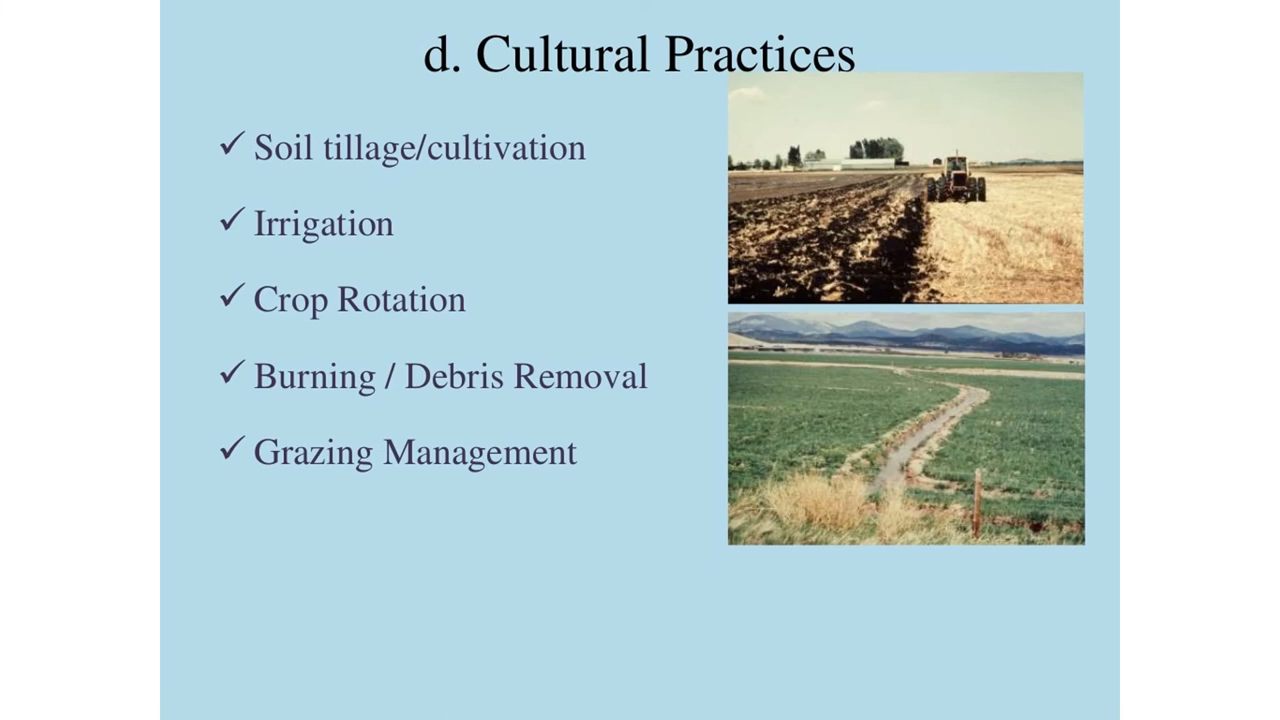 d. Cultural Practices
✓ Soil tillage/cultivation
✓ Irrigation
✓ Crop Rotation
✓ Burning / Debris Removal
✓ Grazing Management